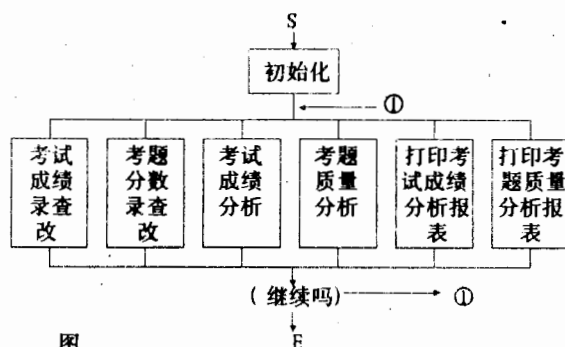 S
初始化
①
考试
成绩
录查
改
考题
分数
录查
改
考试
成绩
分析
考题
质量
分析
打印考
试成绩
分析报
表
打印考
题质量
分析报
表
(继续吗)
①
图
E